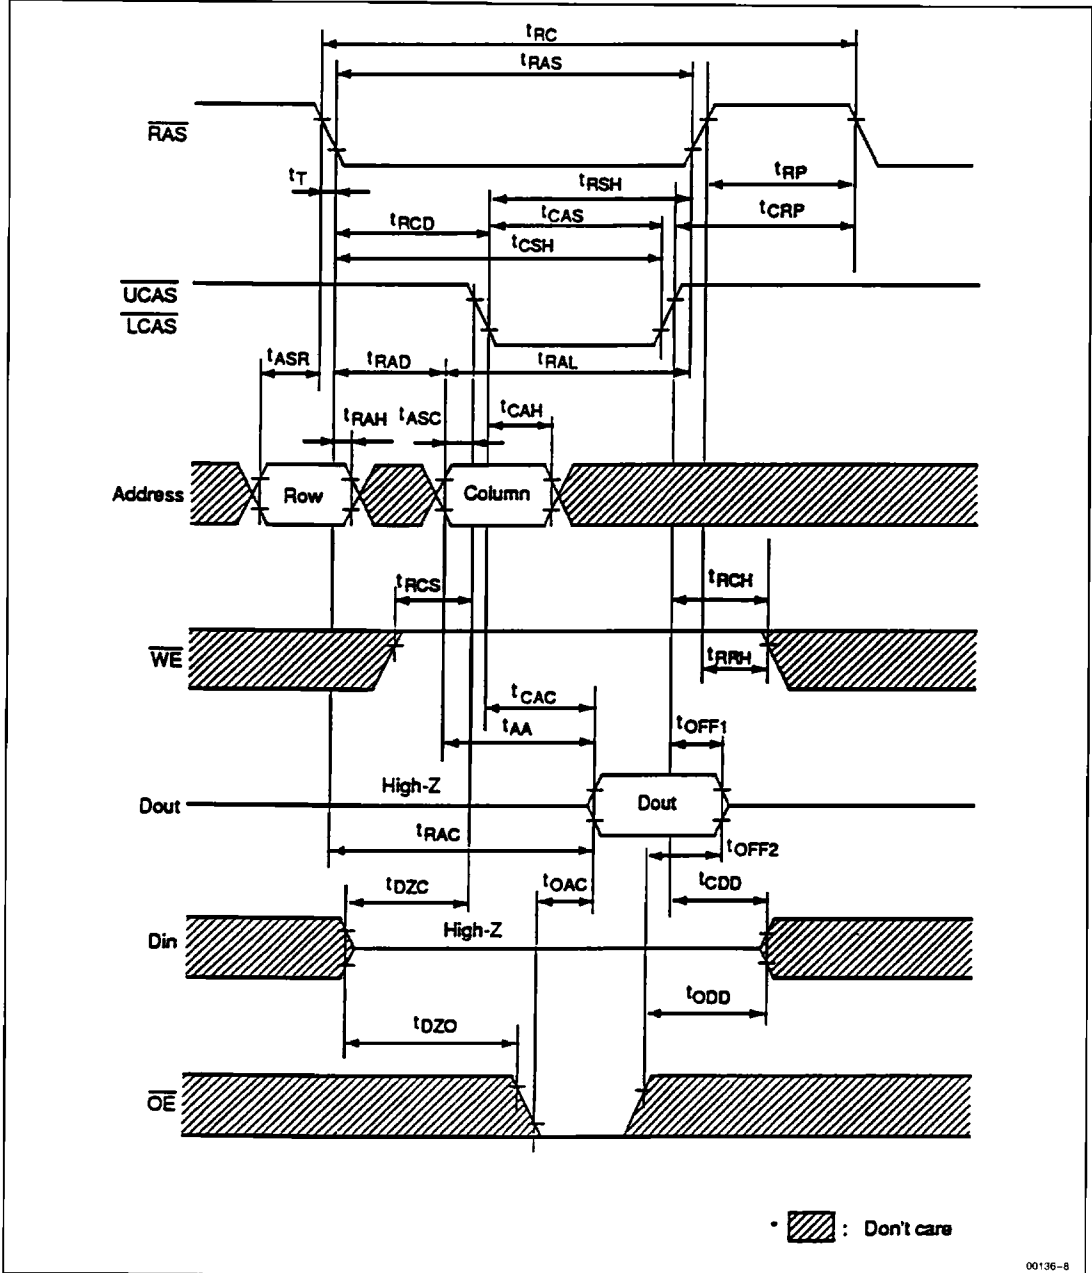 tRC
tRAS
RAS
tT
tRSH
tRP
tCAS
tCRP
tRCD
tCSH
UCAS
LCAS
tASR
tRAD
tRAL
tRAH
tASC
tCAH
Address
Row
Column
tRCS
tRCH
WE
tRRH
tCAC
tAA
tOFF1
High-Z
Dout
Dout
tRAC
tOFF2
tDZC
tOAC
tCDD
Din
High-Z
tODD
tDZO
OE
* : Don't care
00136-8